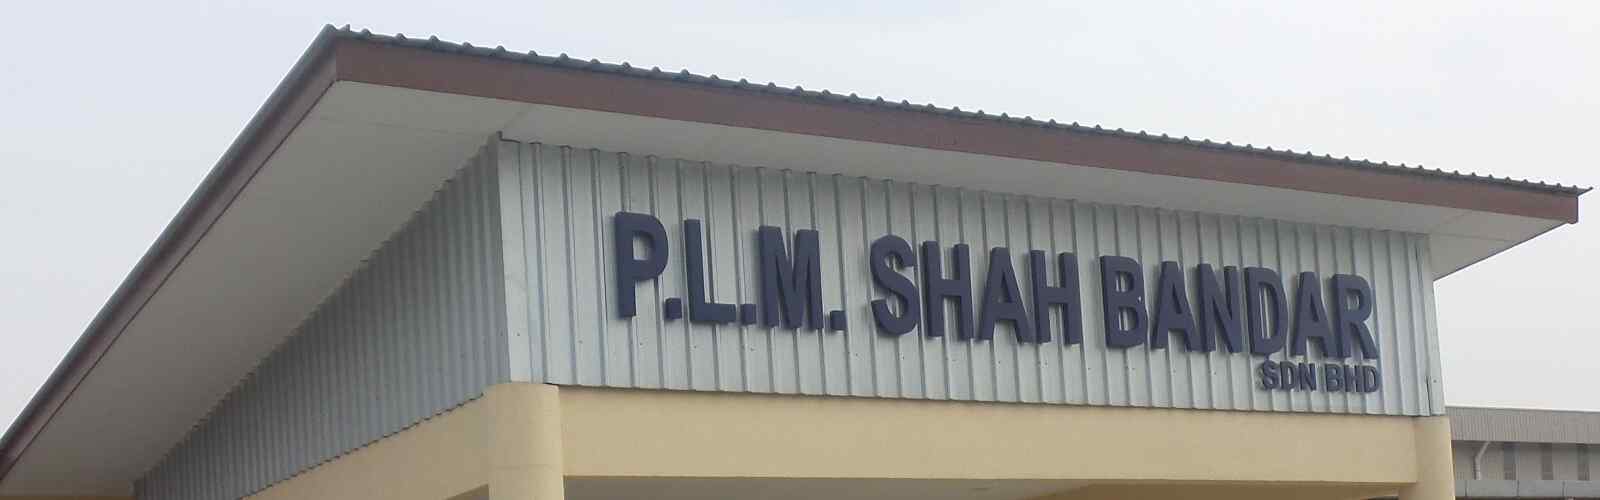 P.L.M. SHAH BANDAR
SDN BHD